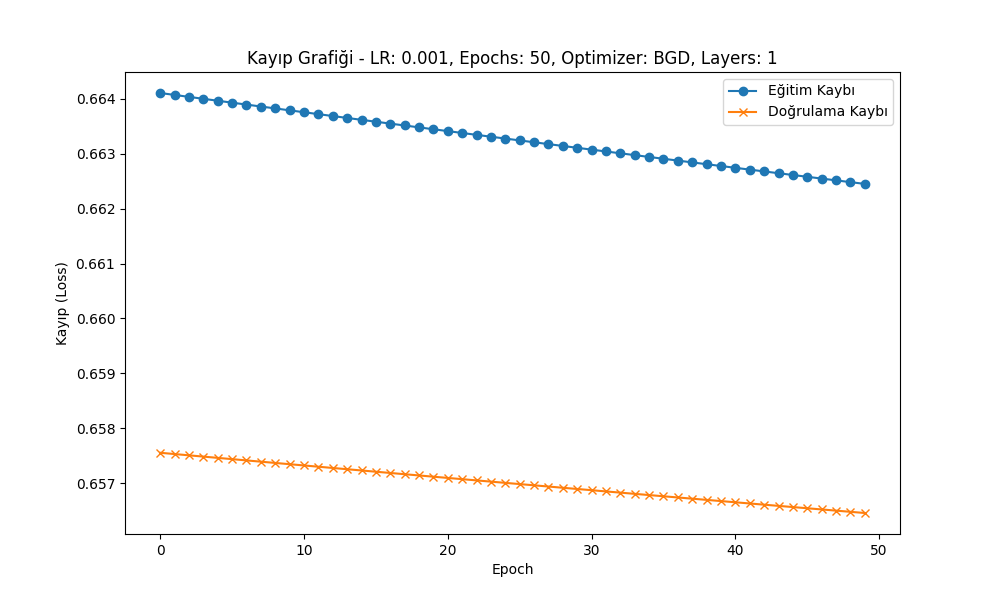 Kayıp Grafiği - LR: 0.001, Epochs: 50, Optimizer: BGD, Layers: 1
Eğitim Kaybı
Doğrulama Kaybı
Kayıp (Loss)
0.664
0.663
0.662
0.661
0.660
0.659
0.658
0.657
0 10 20 30 40 50
Epoch